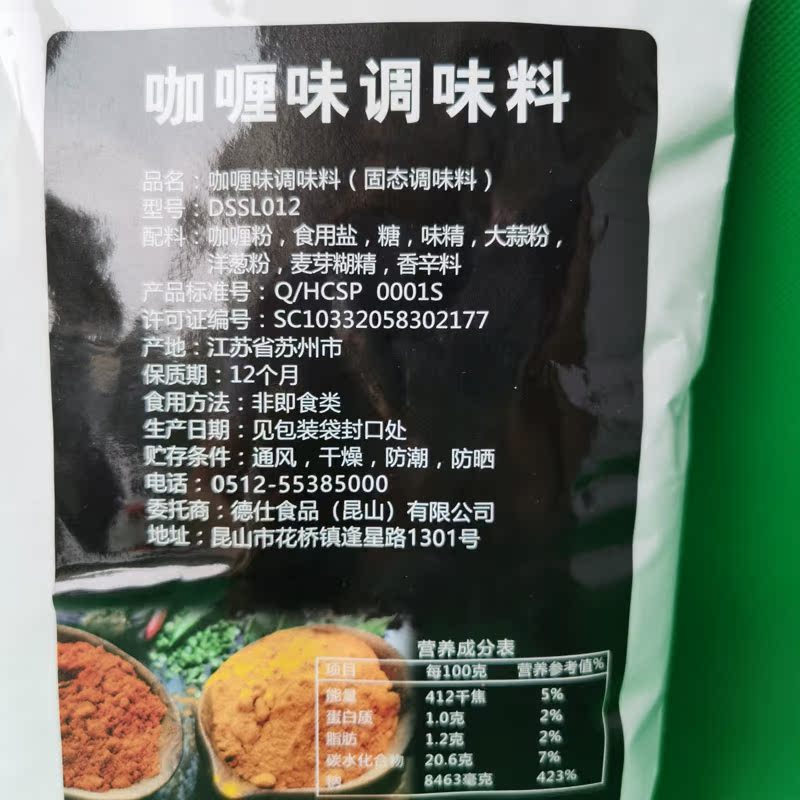 咖喱味调味料
品名：咖喱味调味料（固态调味料）
型号：DSSL012
配料：咖喱粉，食用盐，糖，味精，大蒜粉，
洋葱粉，麦芽糊精，香辛料
产品标准号：Q/HCSP 0001S
许可证编号：SC10332058302177
产地：江苏省苏州市
保质期：12个月
食用方法：非即食类
生产日期：见包装袋封口处
贮存条件：通风，干燥，防潮，防晒
电话：0512-55385000
委托商：德仕食品（昆山）有限公司
地址：昆山市花桥镇逢星路1301号
营养成分表
项目 每100克 营养参考值%
能量 412千焦 5%
蛋白质 1.0克 2%
脂肪 1.2克 2%
碳水化合物 20.6克 7%
钠 8463毫克 423%